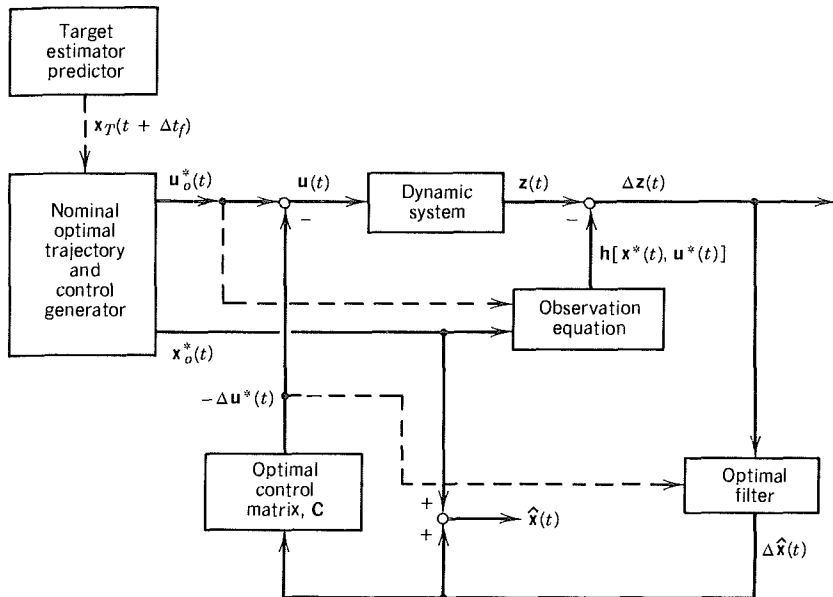 Target
estimator
predictor
x_T(t + Δt_f)
Nominal
optimal
trajectory
and
control
generator
u*_o(t)
u(t)
−
Dynamic
system
z(t)
−
Δz(t)
h[x*(t), u*(t)]
Observation
equation
x*_o(t)
−Δu*(t)
Optimal
control
matrix, C
+
+
x̂(t)
Optimal
filter
Δx̂(t)